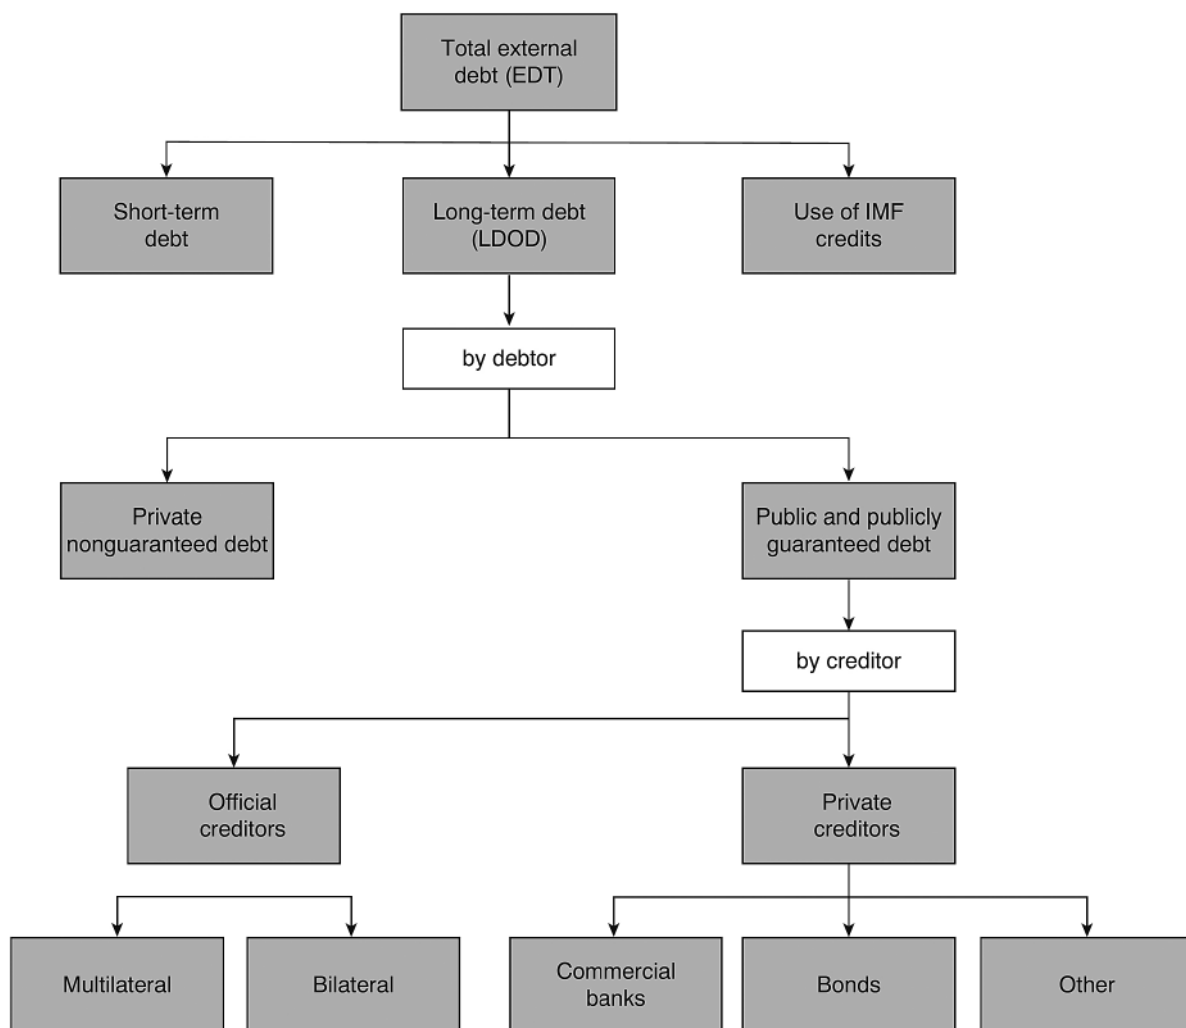 Total external
debt (EDT)
Short-term
debt
Long-term debt
(LDOD)
Use of IMF
credits
by debtor
Private
nonguaranteed debt
Public and publicly
guaranteed debt
by creditor
Official
creditors
Private
creditors
Multilateral
Bilateral
Commercial
banks
Bonds
Other